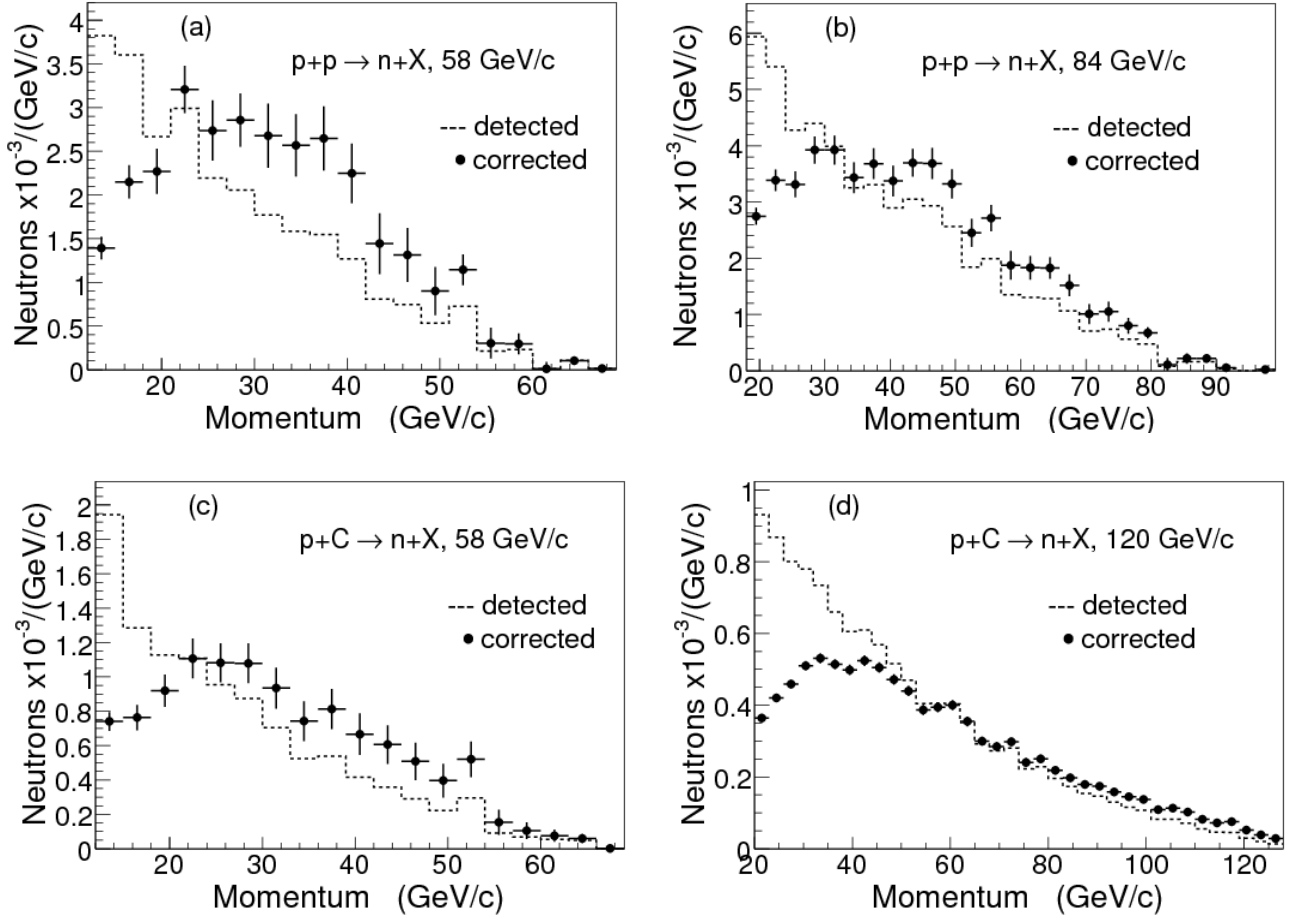 (a)
p+p → n+X, 58 GeV/c
detected
corrected
Neutrons x10⁻³/(GeV/c)
4
3.5
3
2.5
2
1.5
1
0.5
0
20 30 40 50 60
Momentum (GeV/c)
(b)
p+p → n+X, 84 GeV/c
detected
corrected
Neutrons x10⁻³/(GeV/c)
6
5
4
3
2
1
0
20 30 40 50 60 70 80 90
Momentum (GeV/c)
(c)
p+C → n+X, 58 GeV/c
detected
corrected
Neutrons x10⁻³/(GeV/c)
2
1.8
1.6
1.4
1.2
1
0.8
0.6
0.4
0.2
0
20 30 40 50 60
Momentum (GeV/c)
(d)
p+C → n+X, 120 GeV/c
detected
corrected
Neutrons x10⁻³/(GeV/c)
1
0.8
0.6
0.4
0.2
0
20 40 60 80 100 120
Momentum (GeV/c)